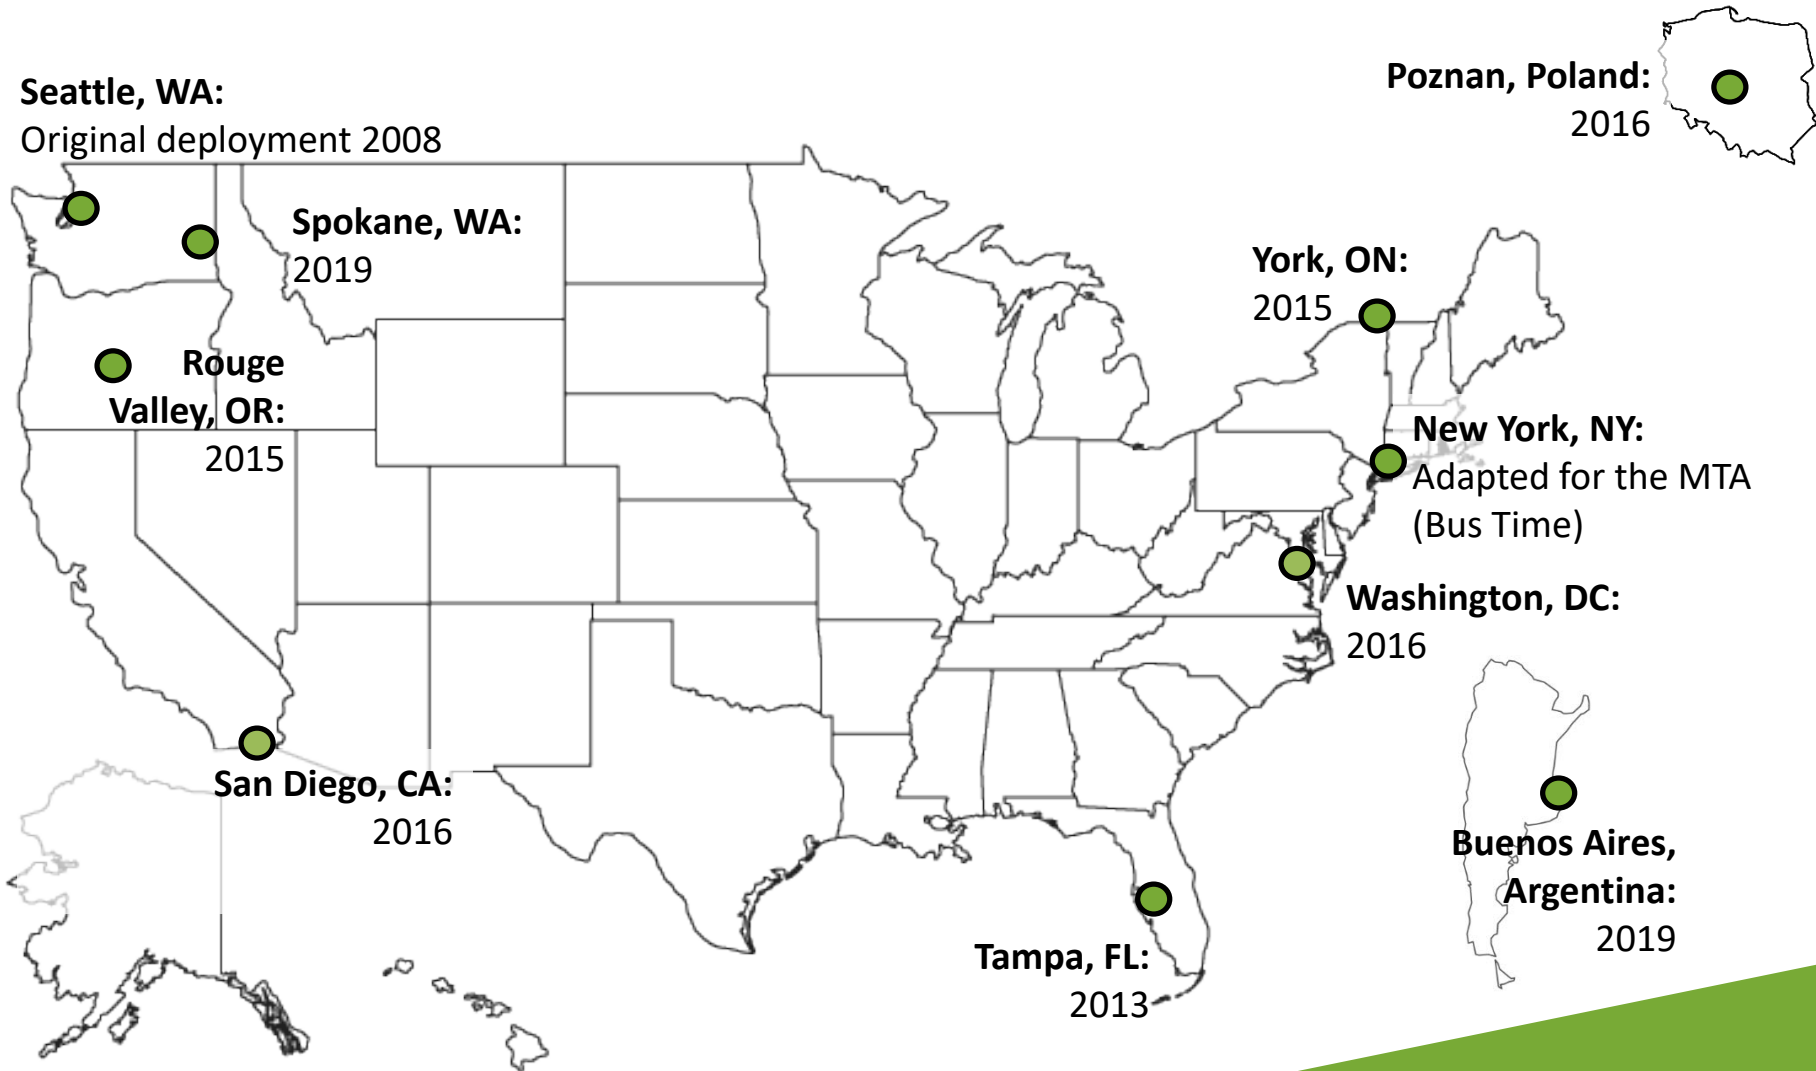 Seattle, WA:
Original deployment 2008
Spokane, WA:
2019
Rouge
Valley, OR:
2015
San Diego, CA:
2016
Poznan, Poland:
2016
York, ON:
2015
New York, NY:
Adapted for the MTA
(Bus Time)
Washington, DC:
2016
Tampa, FL:
2013
Buenos Aires,
Argentina:
2019